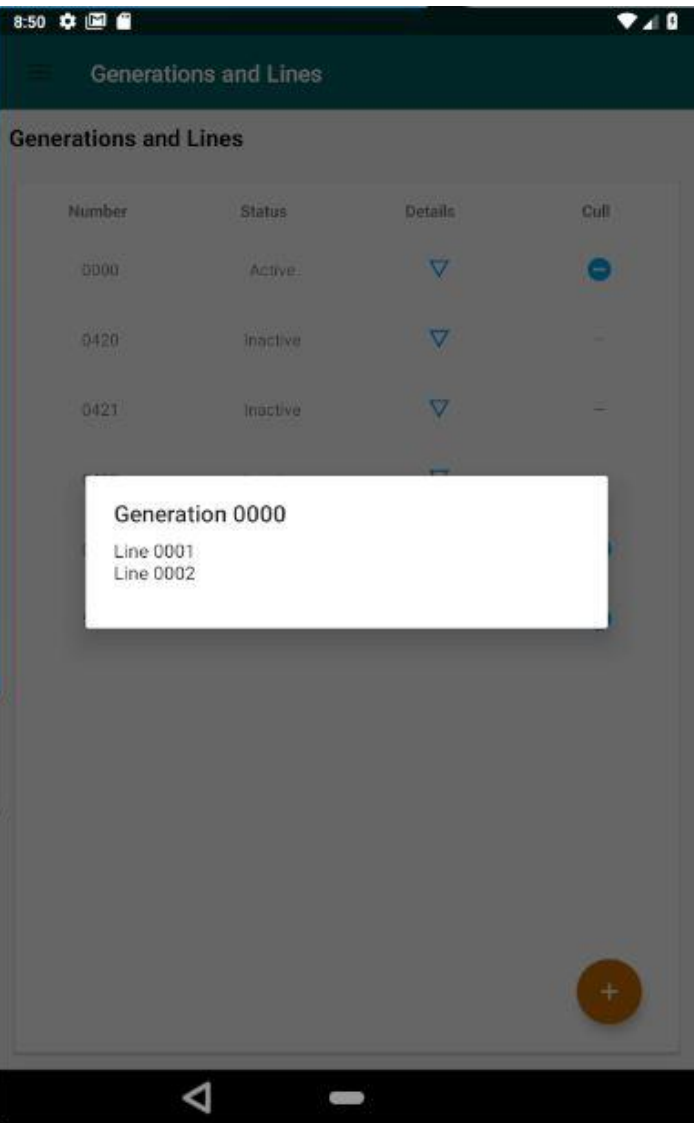 8:50
Generations and Lines
Generations and Lines
Number Status Details Cull
0000 Active
0420 Inactive
0421 Inactive
Generation 0000
Line 0001
Line 0002